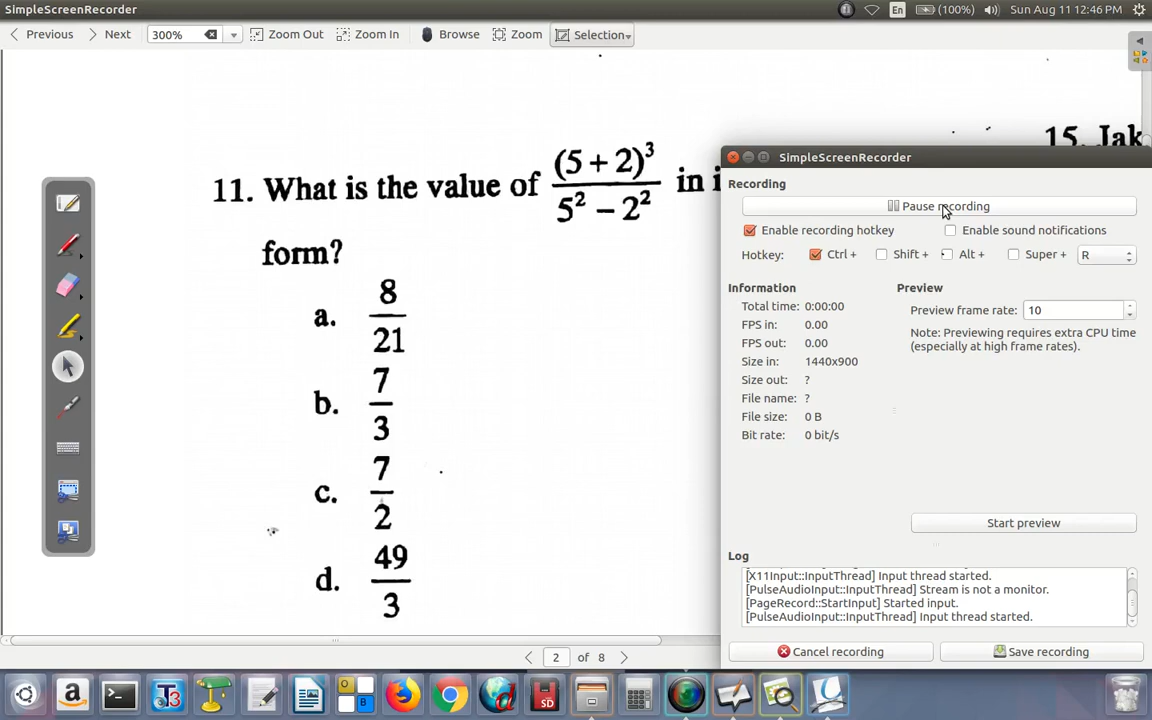 SimpleScreenRecorder
En
(100%)
Sun Aug 11 12:46 PM
Previous
Next
300%
Zoom Out
Zoom In
Browse
Zoom
Selection
15. Jak
11. What is the value of (5 + 2)³ / 5² − 2² in i
form?
a. 8/21
b. 7/3
c. 7/2
d. 49/3
SimpleScreenRecorder
Recording
Pause recording
Enable recording hotkey
Enable sound notifications
Hotkey: Ctrl + Shift + Alt + Super + R
Information
Total time: 0:00:00
FPS in: 0.00
FPS out: 0.00
Size in: 1440x900
Size out: ?
File name: ?
File size: 0 B
Bit rate: 0 bit/s
Preview
Preview frame rate: 10
Note: Previewing requires extra CPU time
(especially at high frame rates).
Start preview
Log
[X11Input::InputThread] Input thread started.
[PulseAudioInput::InputThread] Stream is not a monitor.
[PageRecord::StartInput] Started input.
[PulseAudioInput::InputThread] Input thread started.
Cancel recording
Save recording
2 of 8